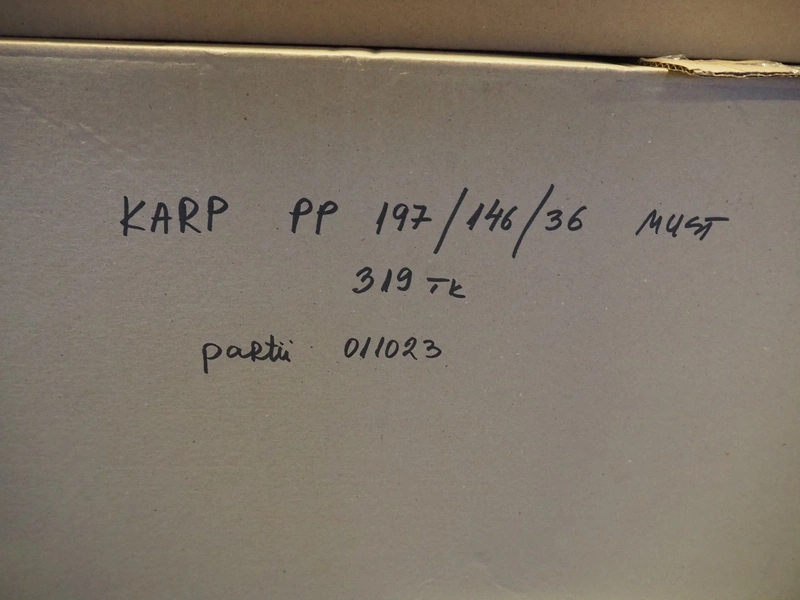 KARP PP 197/146/36 MUST
319 TK
partii 011023